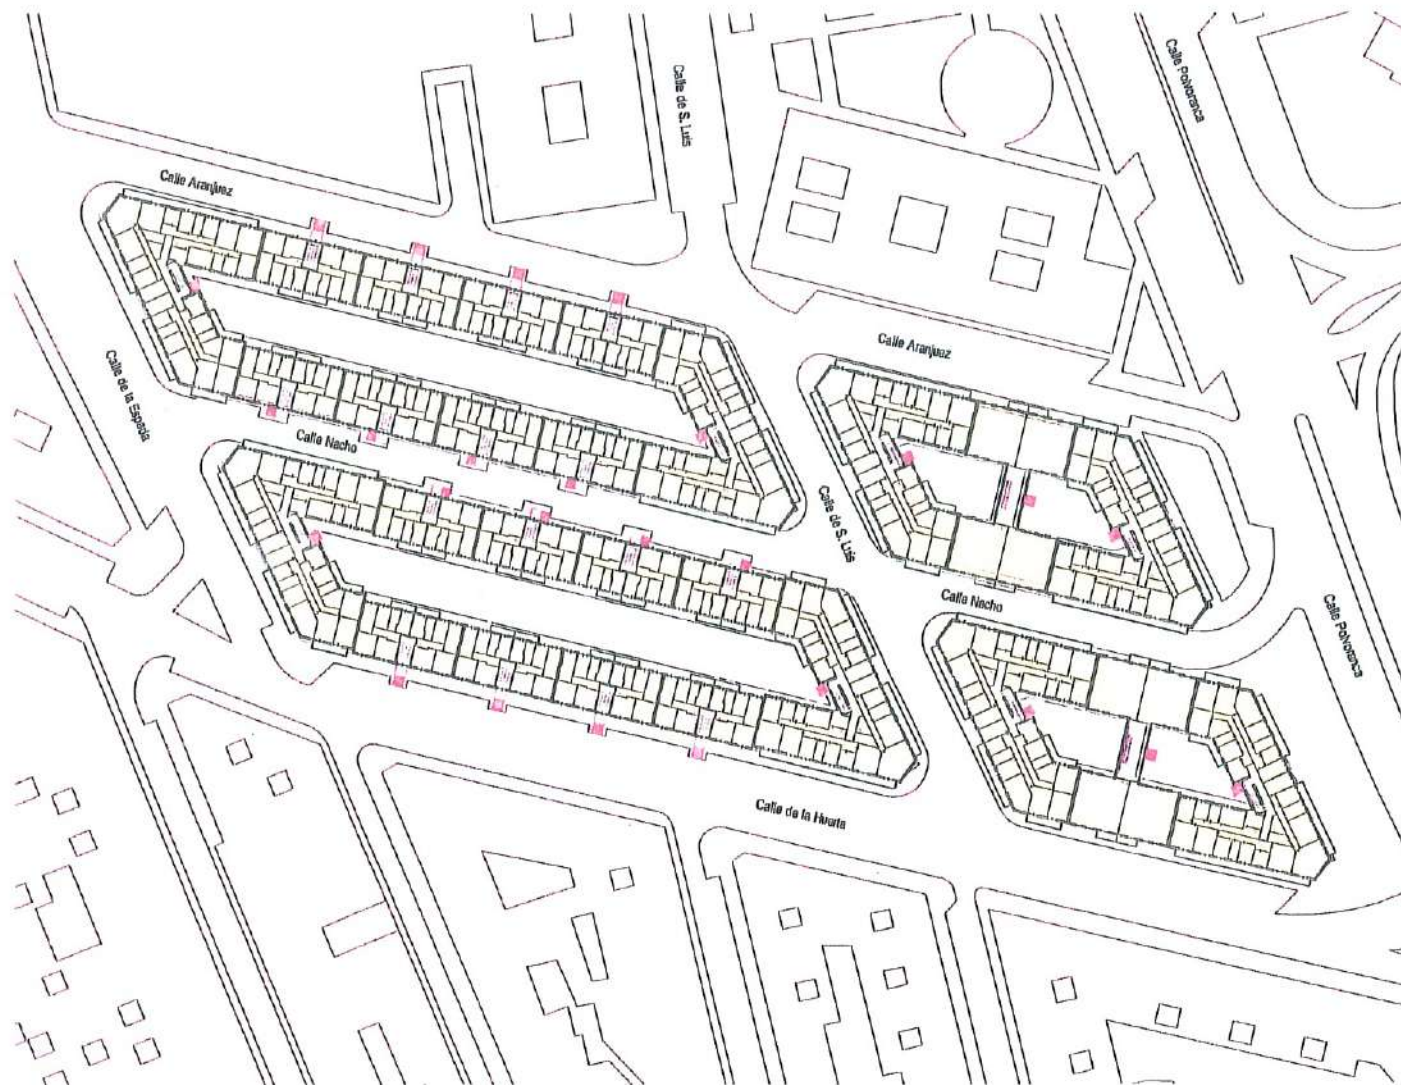 Calle Polvoranca
Calle de S. Luis
Calle Aranjuez
Calle Aranjuez
Calle de la Espada
Calle Nacho
Calle de S. Luis
Calle Nacho
Calle Polvoranca
Calle de la Huerta